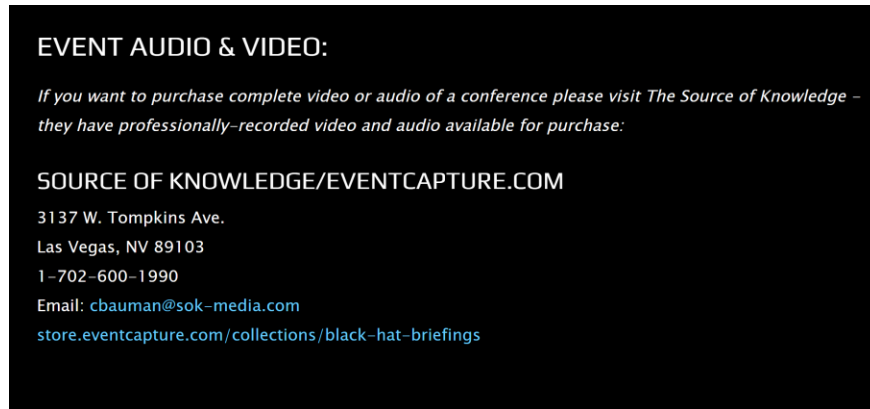 EVENT AUDIO & VIDEO:
If you want to purchase complete video or audio of a conference please visit The Source of Knowledge –
they have professionally-recorded video and audio available for purchase:
SOURCE OF KNOWLEDGE/EVENTCAPTURE.COM
3137 W. Tompkins Ave.
Las Vegas, NV 89103
1-702-600-1990
Email: cbauman@sok-media.com
store.eventcapture.com/collections/black-hat-briefings